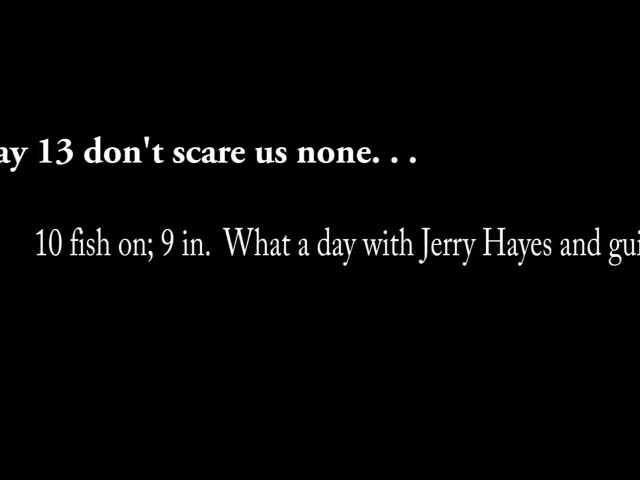 ay 13 don't scare us none. . .
10 fish on; 9 in. What a day with Jerry Hayes and gui